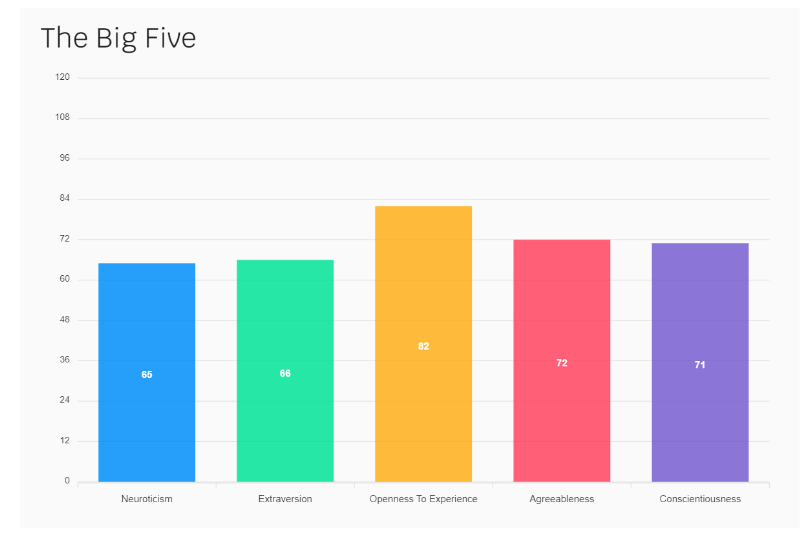 The Big Five
120
108
96
84
72
60
48
36
24
12
0
65
66
82
72
71
Neuroticism
Extraversion
Openness To Experience
Agreeableness
Conscientiousness